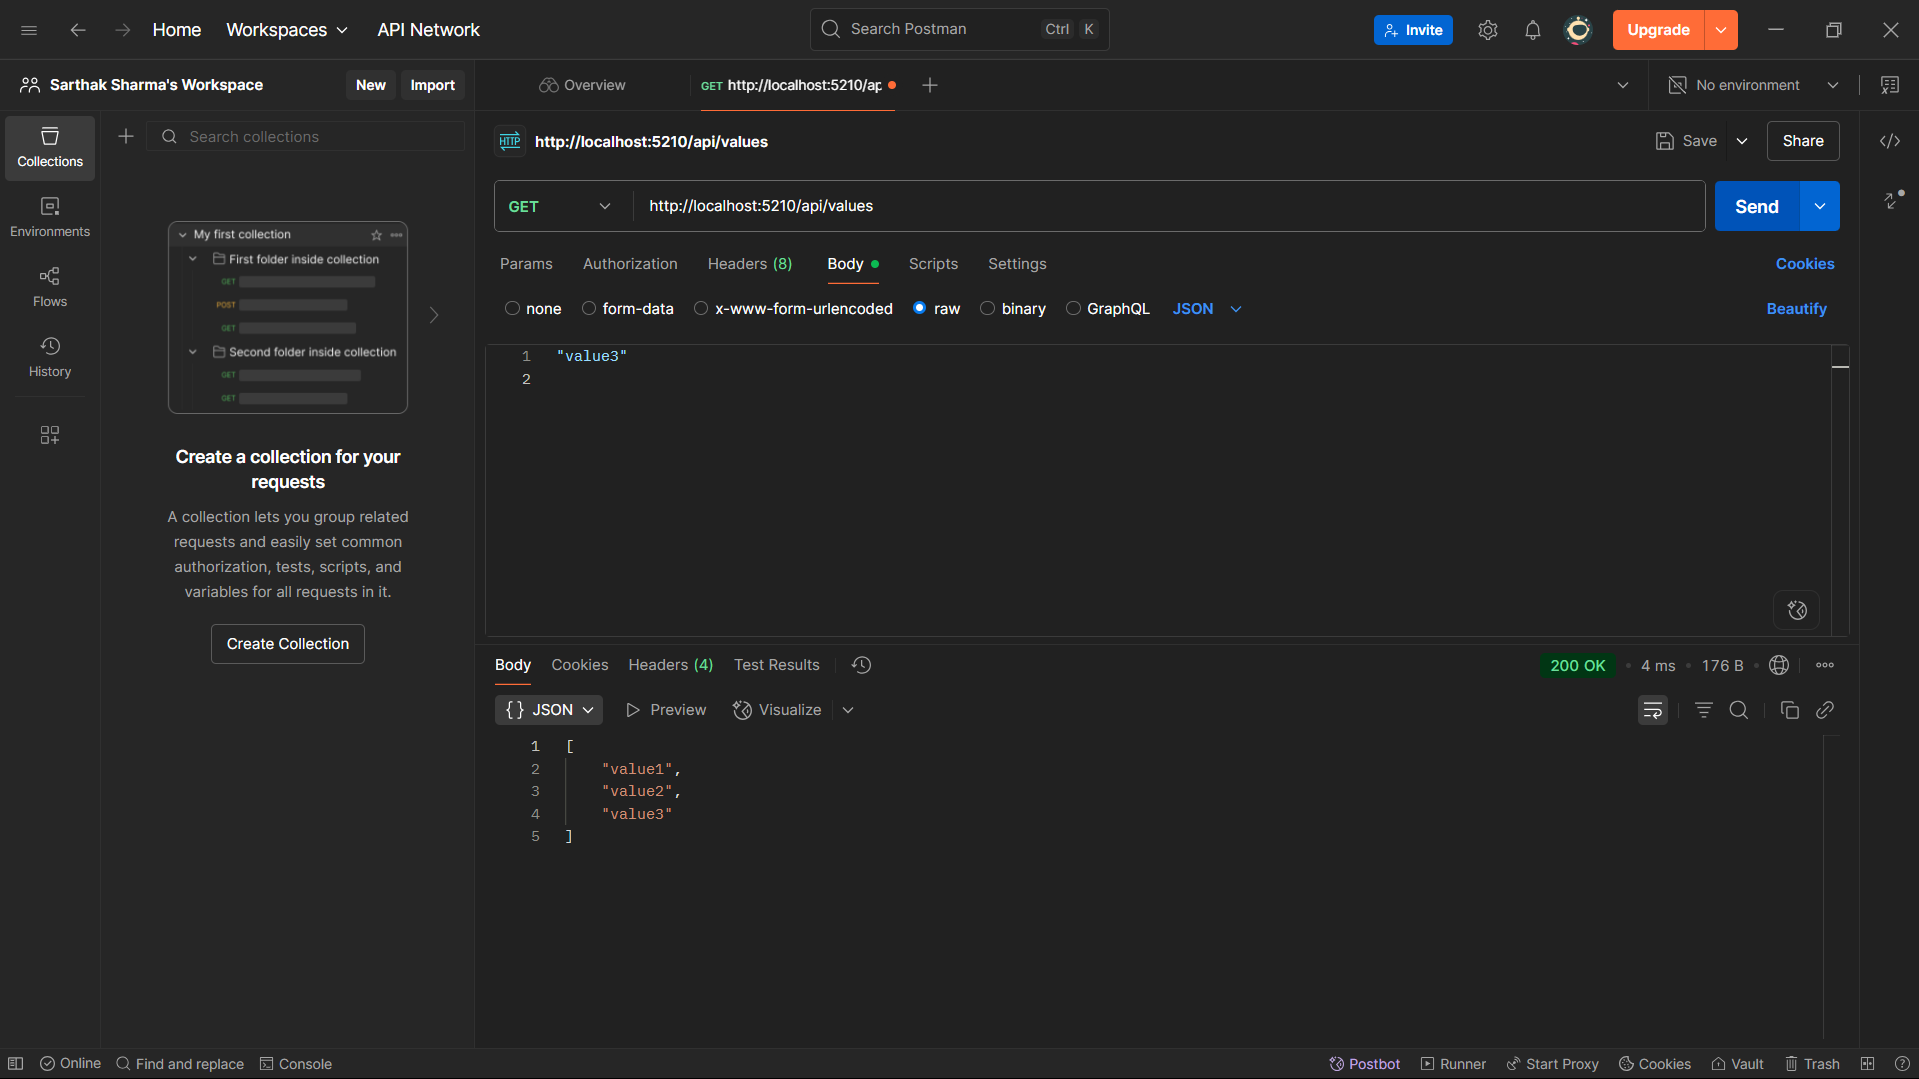 Home Workspaces API Network Search Postman Ctrl K Invite Upgrade
Sarthak Sharma's Workspace New Import Overview GET http://localhost:5210/ap No environment
Collections
Environments
Flows
History
Search collections
My first collection
First folder inside collection
GET
POST
GET
Second folder inside collection
GET
GET
Create a collection for your
requests
A collection lets you group related
requests and easily set common
authorization, tests, scripts, and
variables for all requests in it.
Create Collection
HTTP http://localhost:5210/api/values Save Share
GET http://localhost:5210/api/values Send
Params Authorization Headers (8) Body Scripts Settings Cookies
none form-data x-www-form-urlencoded raw binary GraphQL JSON Beautify
1 "value3"
2
Body Cookies Headers (4) Test Results 200 OK 4 ms 176 B
{} JSON Preview Visualize
1 [
2 "value1",
3 "value2",
4 "value3"
5 ]
Online Find and replace Console Postbot Runner Start Proxy Cookies Vault Trash